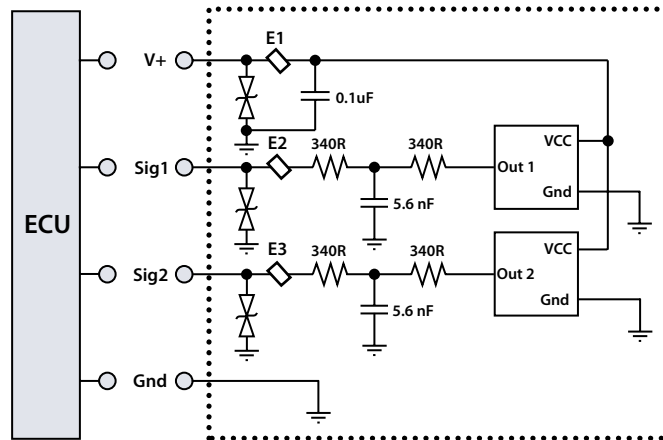 E1
V+
0.1uF
E2
340R
340R
VCC
Sig1
Out 1
5.6 nF
Gnd
ECU
E3
340R
340R
VCC
Sig2
Out 2
5.6 nF
Gnd
Gnd